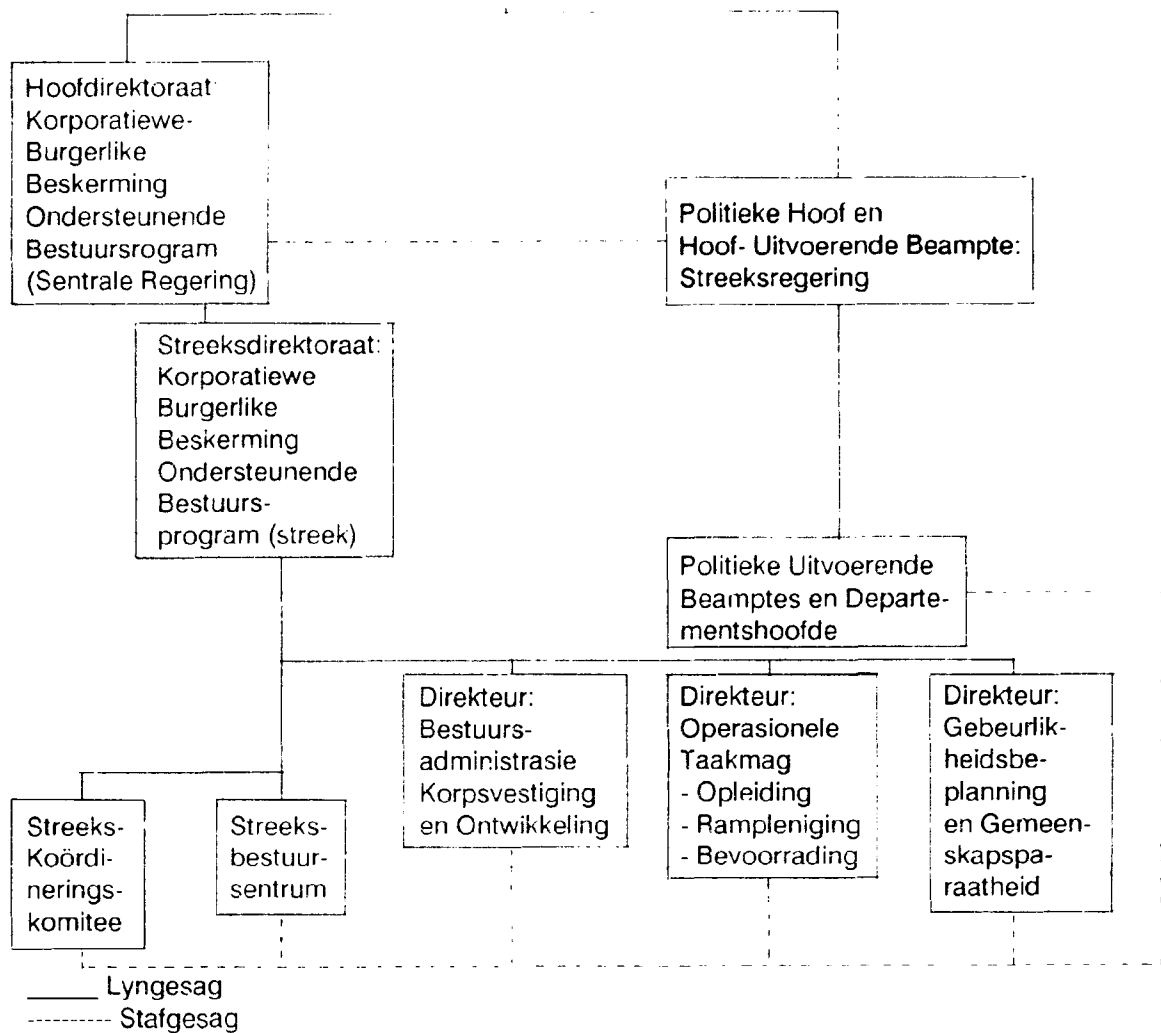 Hoofdirektoraat
Korporatiewe-
Burgerlike
Beskerming
Ondersteunende
Bestuursrogram
(Sentrale Regering)
Politieke Hoof en
Hoof- Uitvoerende Beampte:
Streeksregering
Streeksdirektoraat:
Korporatiewe
Burgerlike
Beskerming
Ondersteunende
Bestuurs-
program (streek)
Politieke Uitvoerende
Beamptes en Departe-
mentshoofde
Streeks-
Koördi-
nerings-
komitee
Streeks-
bestuur-
sentrum
Direkteur:
Bestuurs-
administrasie
Korpsvestiging
en Ontwikkeling
Direkteur:
Operasionele
Taakmag
- Opleiding
- Rampleniging
- Bevoorrading
Direkteur:
Gebeurlik-
heidsbe-
planning
en Gemeen-
skapspa-
raatheid
Lyngesag
Stafgesag